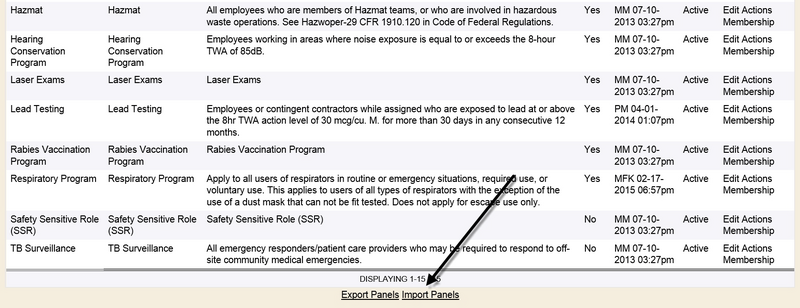 Hazmat Hazmat All employees who are members of Hazmat teams, or who are involved in hazardous Yes MM 07-10- Active Edit Actions
waste operations. See Hazwoper-29 CFR 1910.120 in Code of Federal Regulations. 2013 03:27pm Membership
Hearing Hearing Employees working in areas where noise exposure is equal to or exceeds the 8-hour Yes MM 07-10- Active Edit Actions
Conservation Conservation TWA of 85dB. 2013 03:27pm Membership
Program Program
Laser Exams Laser Exams Laser Exams Yes MM 07-10- Active Edit Actions
2013 03:27pm Membership
Lead Testing Lead Testing Employees or contingent contractors while assigned who are exposed to lead at or above Yes PM 04-01- Active Edit Actions
the 8hr TWA action level of 30 mcg/cu. M. for more than 30 days in any consecutive 12 2014 01:07pm Membership
months.
Rabies Vaccination Rabies Vaccination Rabies Vaccination Program Yes MM 07-10- Active Edit Actions
Program Program 2013 03:27pm Membership
Respiratory Program Respiratory Program Apply to all users of respirators in routine or emergency situations, required use, or Yes MFK 02-17- Active Edit Actions
voluntary use. This applies to users of all types of respirators with the exception of the 2015 06:57pm Membership
use of a dust mask that can not be fit tested. Does not apply for escape use only.
Safety Sensitive Role Safety Sensitive Role Safety Sensitive Role (SSR) No MM 07-10- Active Edit Actions
(SSR) (SSR) 2013 03:27pm Membership
TB Surveillance TB Surveillance All emergency responders/patient care providers who may be required to respond to off- No MM 07-10- Active Edit Actions
site community medical emergencies. 2013 03:27pm Membership
DISPLAYING 1-15
Export Panels Import Panels